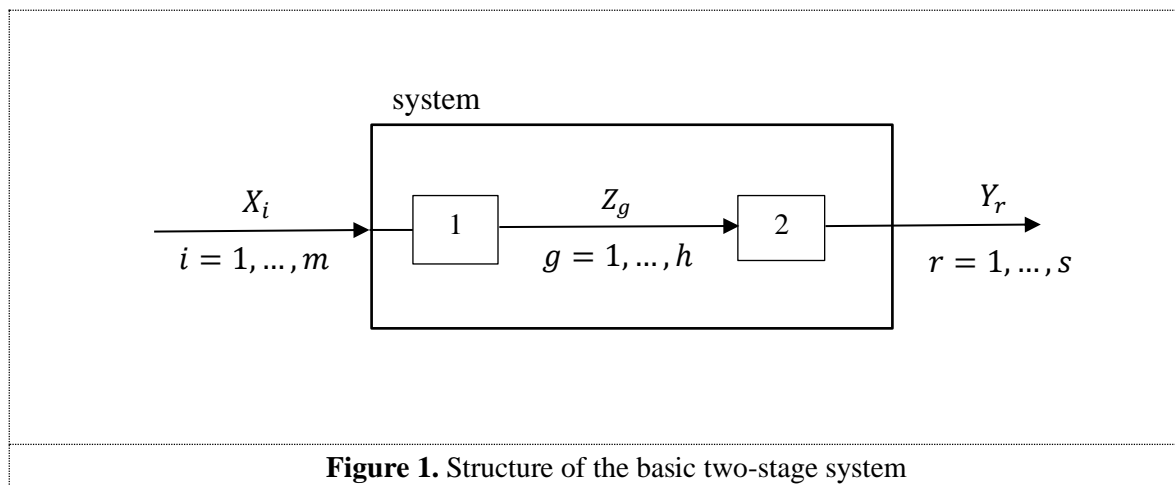 system
X_i
Z_g
Y_r
1
2
i = 1, … , m
g = 1, … , h
r = 1, … , s
Figure 1. Structure of the basic two-stage system